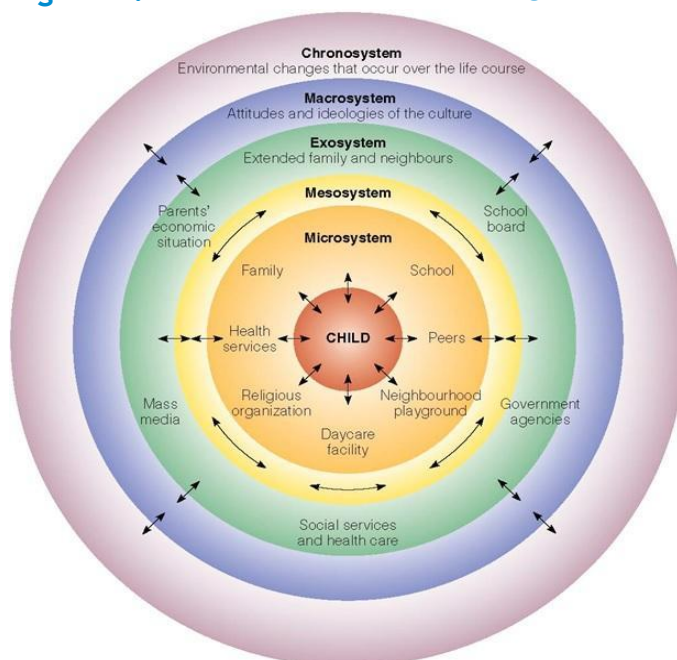 Chronosystem
Environmental changes that occur over the life course
Macrosystem
Attitudes and ideologies of the culture
Exosystem
Extended family and neighbours
Mesosystem
Parents'
economic
situation
School
board
Microsystem
Family
School
Health
services
CHILD
Peers
Religious
organization
Neighbourhood
playground
Mass
media
Government
agencies
Daycare
facility
Social services
and health care